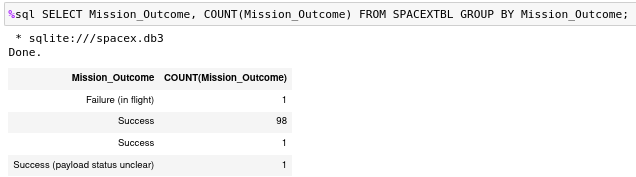 %sql SELECT Mission_Outcome, COUNT(Mission_Outcome) FROM SPACEXTBL GROUP BY Mission_Outcome;
* sqlite:///spacex.db3
Done.
Mission_Outcome COUNT(Mission_Outcome)
Failure (in flight) 1
Success 98
Success 1
Success (payload status unclear) 1